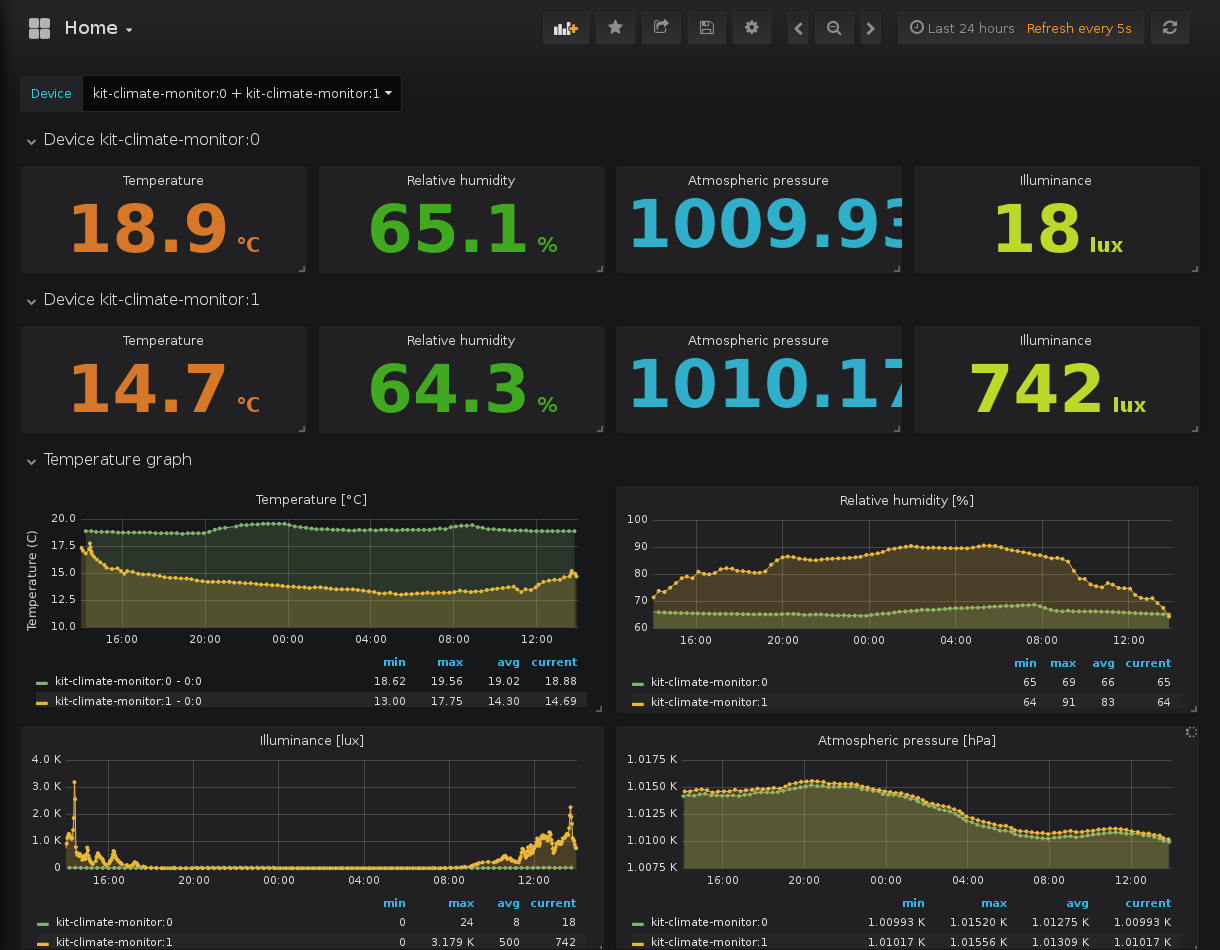 Home
Last 24 hours Refresh every 5s
Device kit-climate-monitor:0 + kit-climate-monitor:1
Device kit-climate-monitor:0
Temperature Relative humidity Atmospheric pressure Illuminance
18.9 °C 65.1 % 1009.93 18 lux
Device kit-climate-monitor:1
Temperature Relative humidity Atmospheric pressure Illuminance
14.7 °C 64.3 % 1010.17 742 lux
Temperature graph
Temperature [°C]
Temperature (C)
20.0
17.5
15.0
12.5
10.0
16:00 20:00 00:00 04:00 08:00 12:00
min max avg current
kit-climate-monitor:0 - 0:0 18.62 19.56 19.02 18.88
kit-climate-monitor:1 - 0:0 13.00 17.75 14.30 14.69
Relative humidity [%]
100
90
80
70
60
16:00 20:00 00:00 04:00 08:00 12:00
min max avg current
kit-climate-monitor:0 65 69 66 65
kit-climate-monitor:1 64 91 83 64
Illuminance [lux]
4.0 K
3.0 K
2.0 K
1.0 K
0
16:00 20:00 00:00 04:00 08:00 12:00
min max avg current
kit-climate-monitor:0 0 24 8 18
kit-climate-monitor:1 0 3.179 K 500 742
Atmospheric pressure [hPa]
1.0175 K
1.0150 K
1.0125 K
1.0100 K
1.0075 K
16:00 20:00 00:00 04:00 08:00 12:00
min max avg current
kit-climate-monitor:0 1.00993 K 1.01520 K 1.01275 K 1.00993 K
kit-climate-monitor:1 1.01017 K 1.01556 K 1.01309 K 1.01017 K